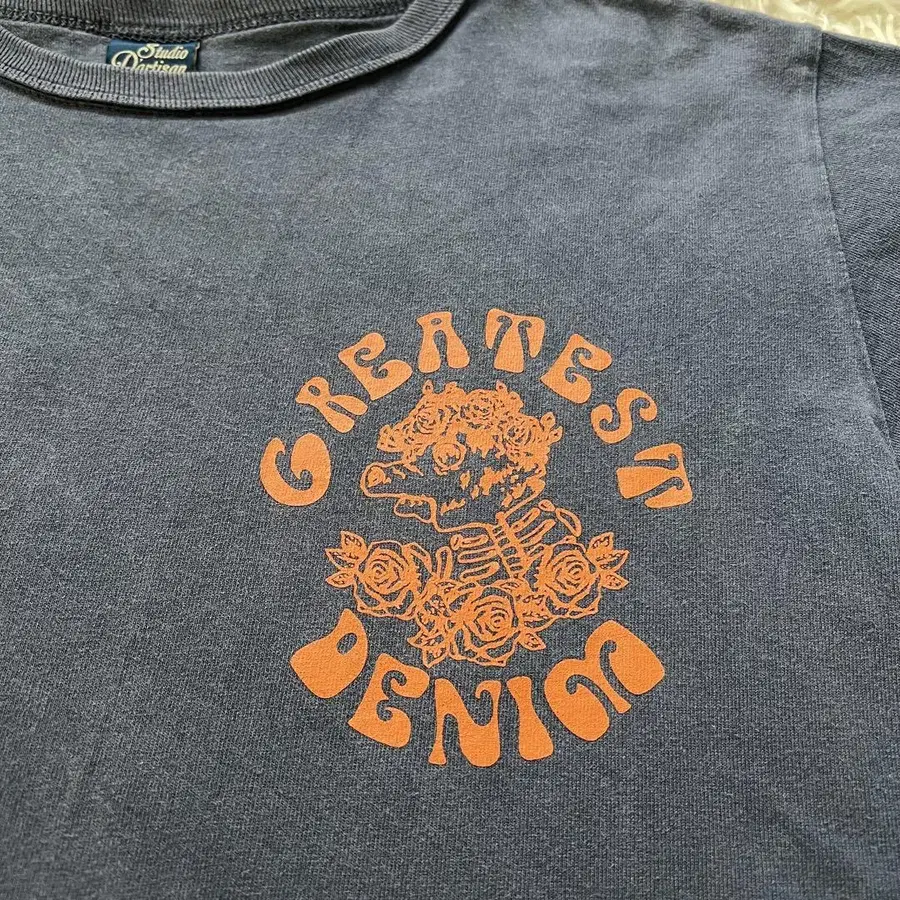 Studio
D'artisan
GREATEST
DENIM